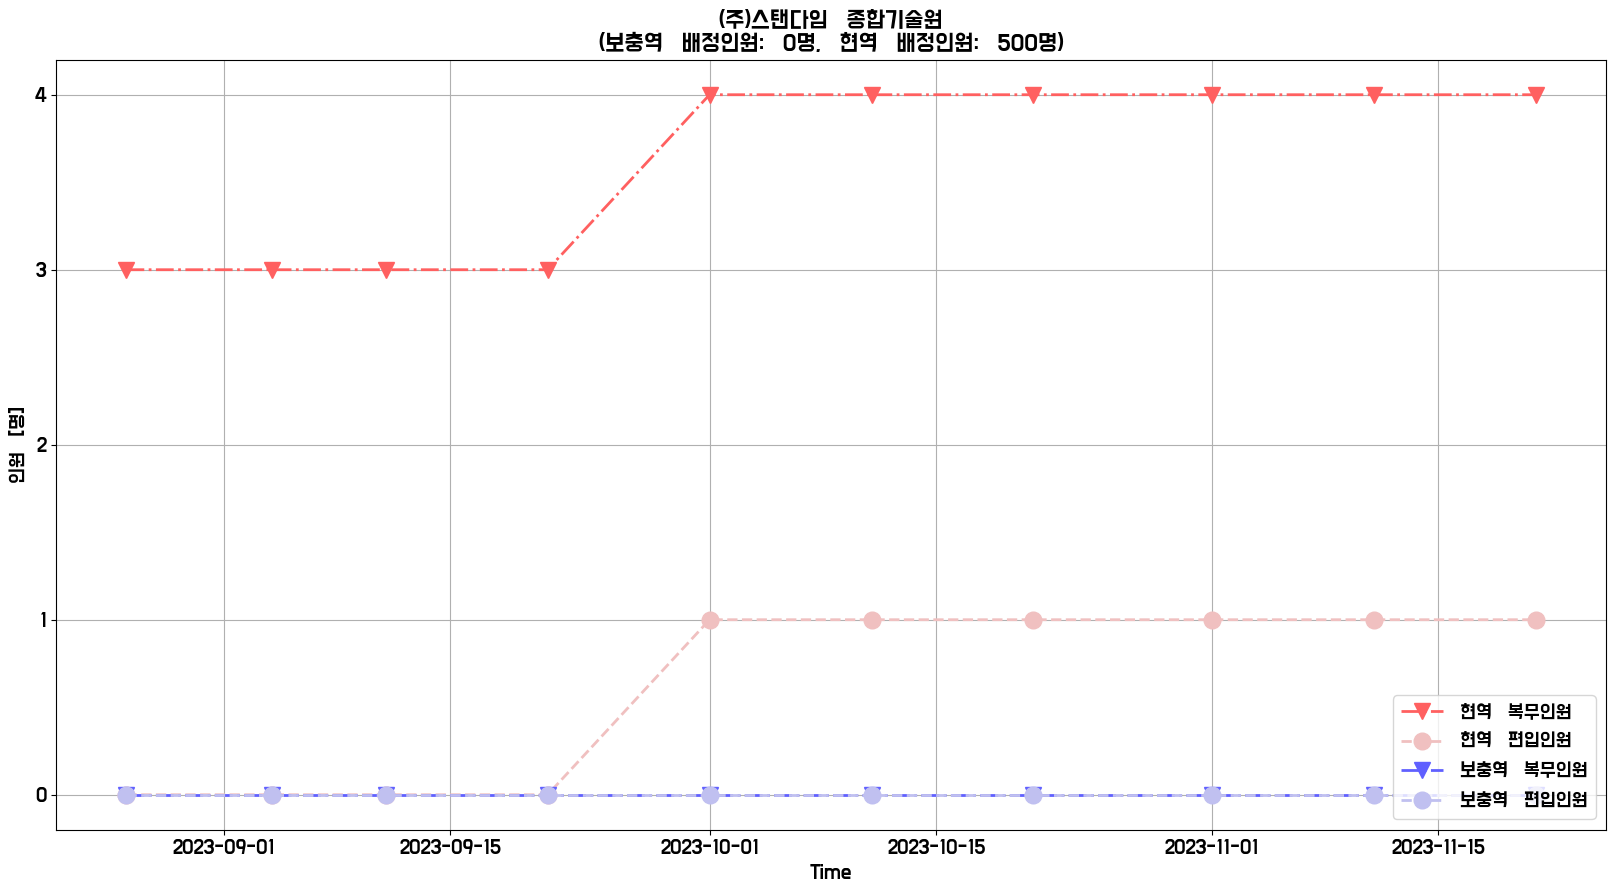 (주)스탠다임 종합기술원
(보충역 배정인원: 0명, 현역 배정인원: 500명)
4
3
2
1
0
인원 [명]
현역 복무인원
현역 편입인원
보충역 복무인원
보충역 편입인원
2023-09-01 2023-09-15 2023-10-01 2023-10-15 2023-11-01 2023-11-15
Time